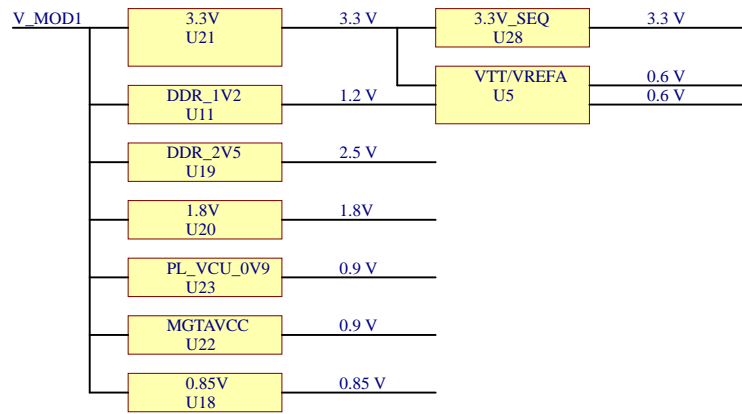 V_MOD1
3.3V
U21
3.3 V
3.3V_SEQ
U28
3.3 V
VTT/VREFA
U5
0.6 V
0.6 V
DDR_1V2
U11
1.2 V
DDR_2V5
U19
2.5 V
1.8V
U20
1.8V
PL_VCU_0V9
U23
0.9 V
MGTAVCC
U22
0.9 V
0.85V
U18
0.85 V